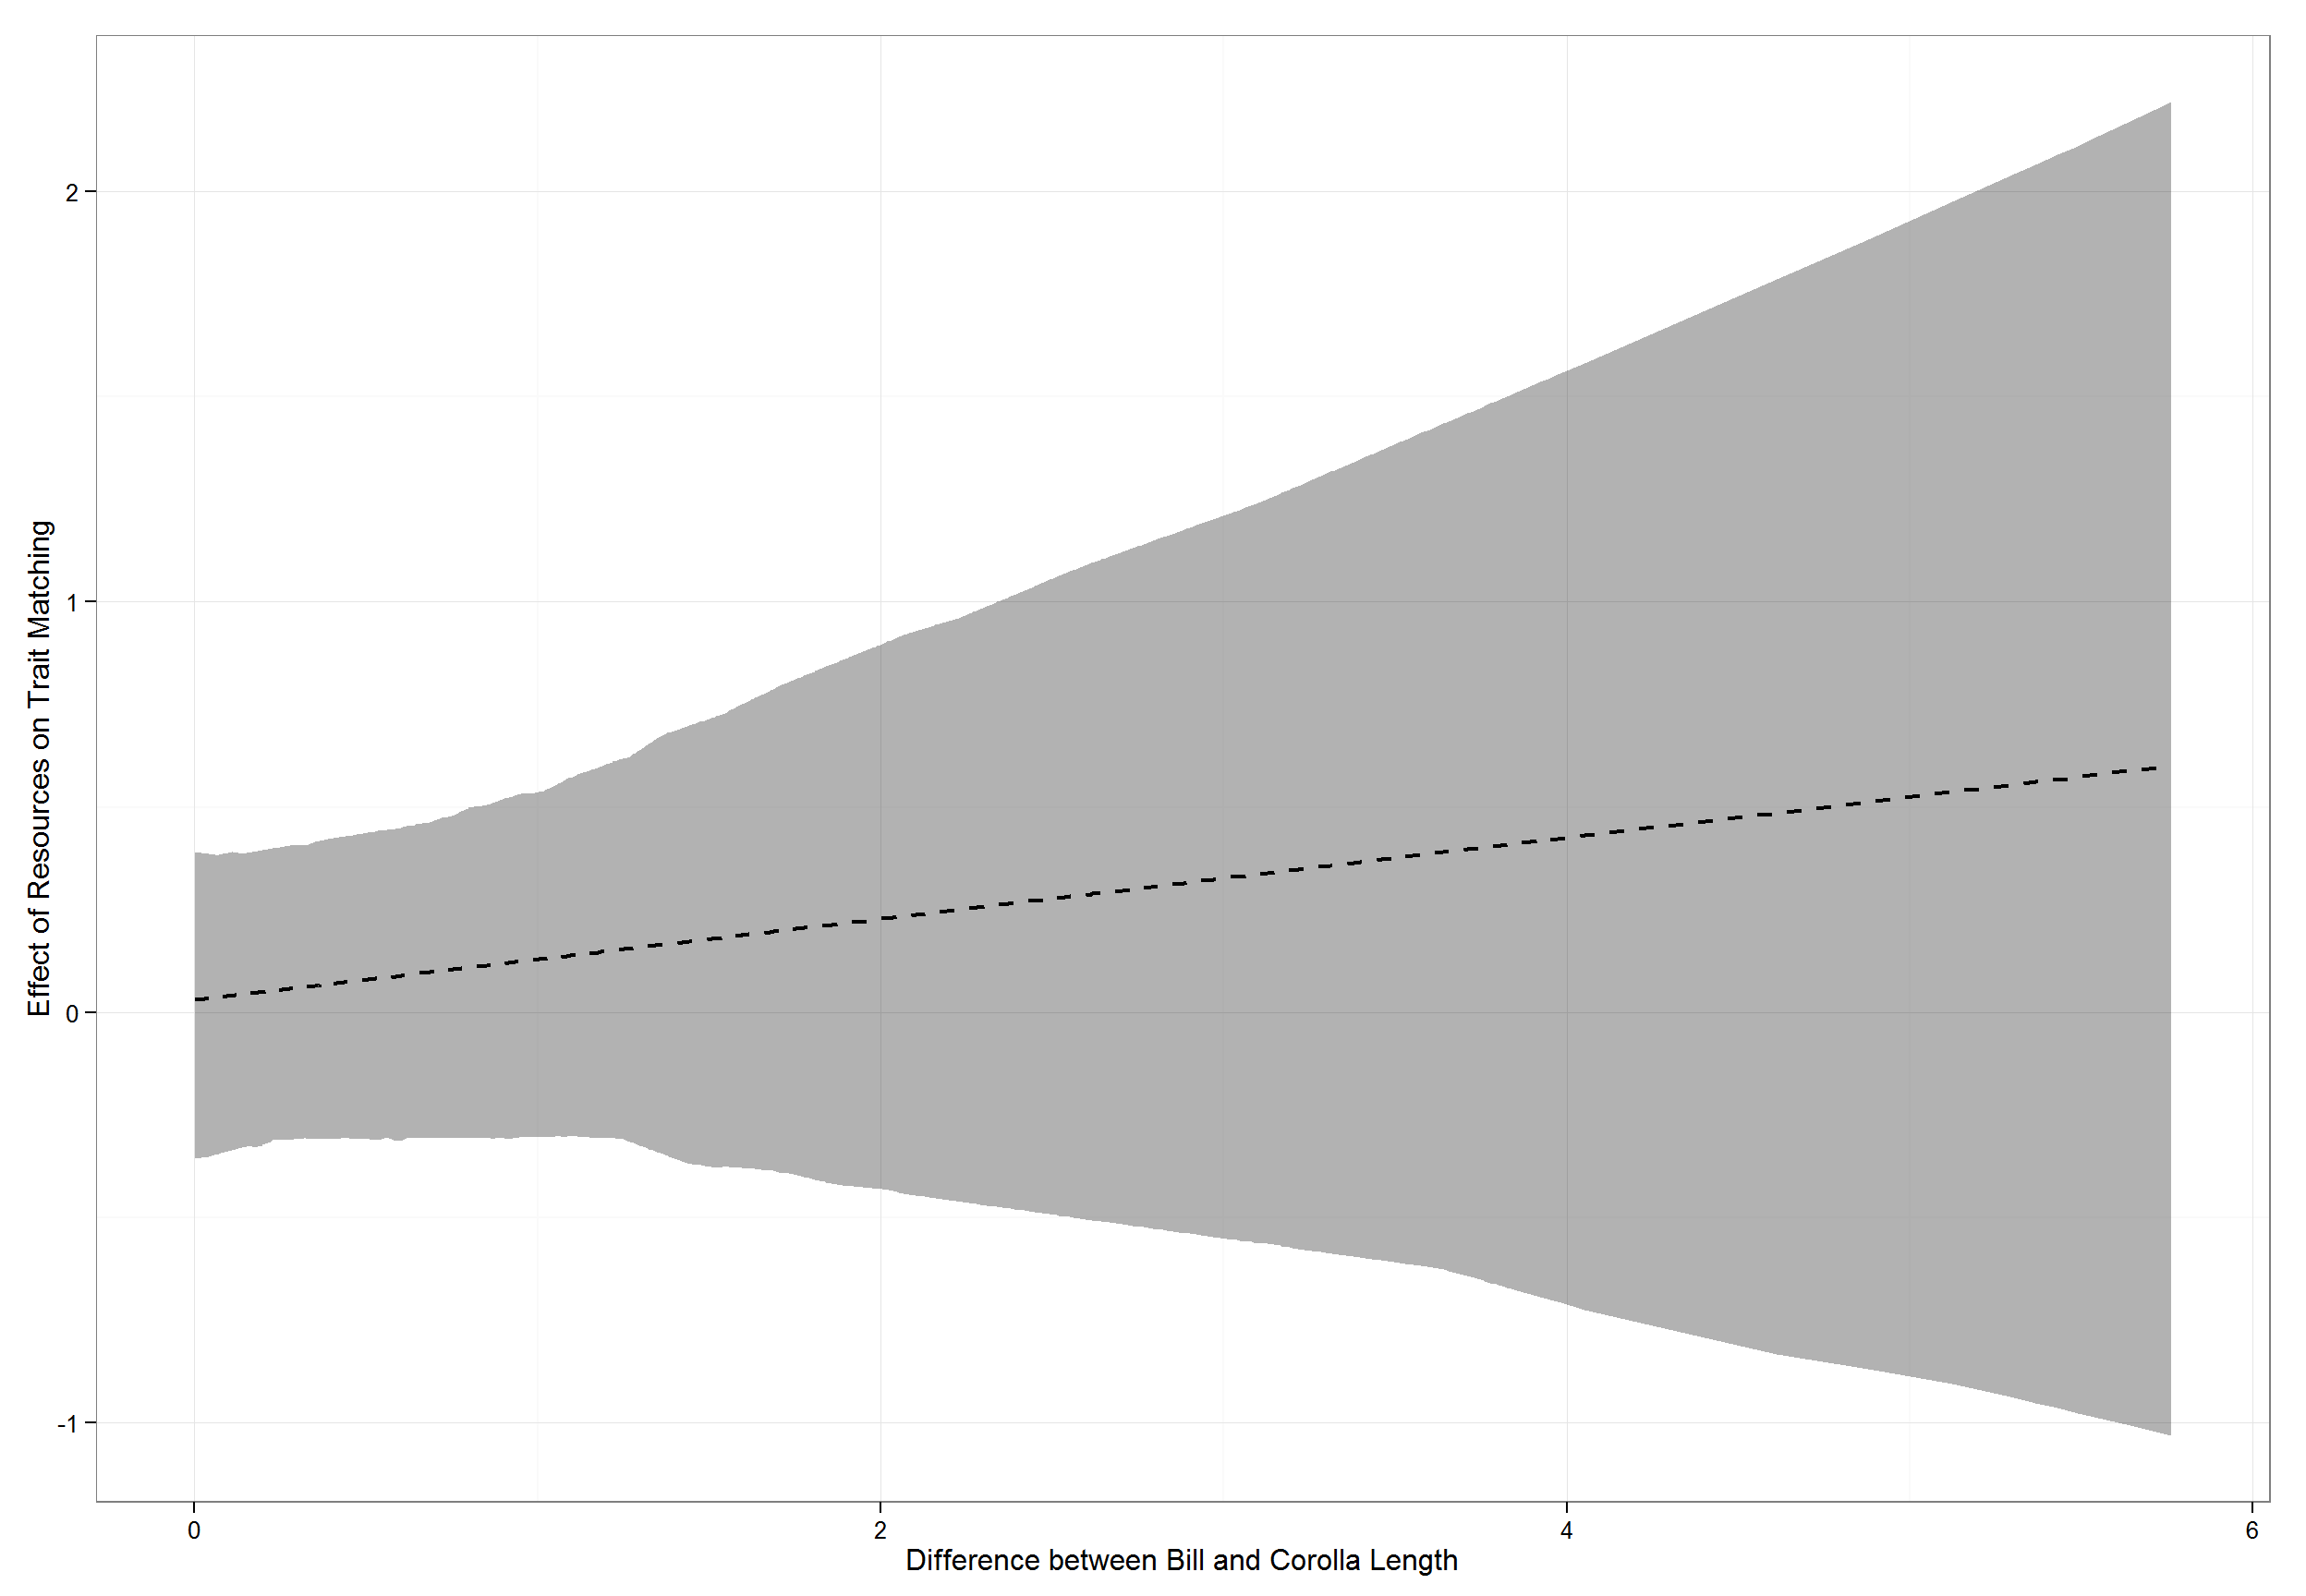 Effect of Resources on Trait Matching
2
1
0
-1
0 2 4 6
Difference between Bill and Corolla Length